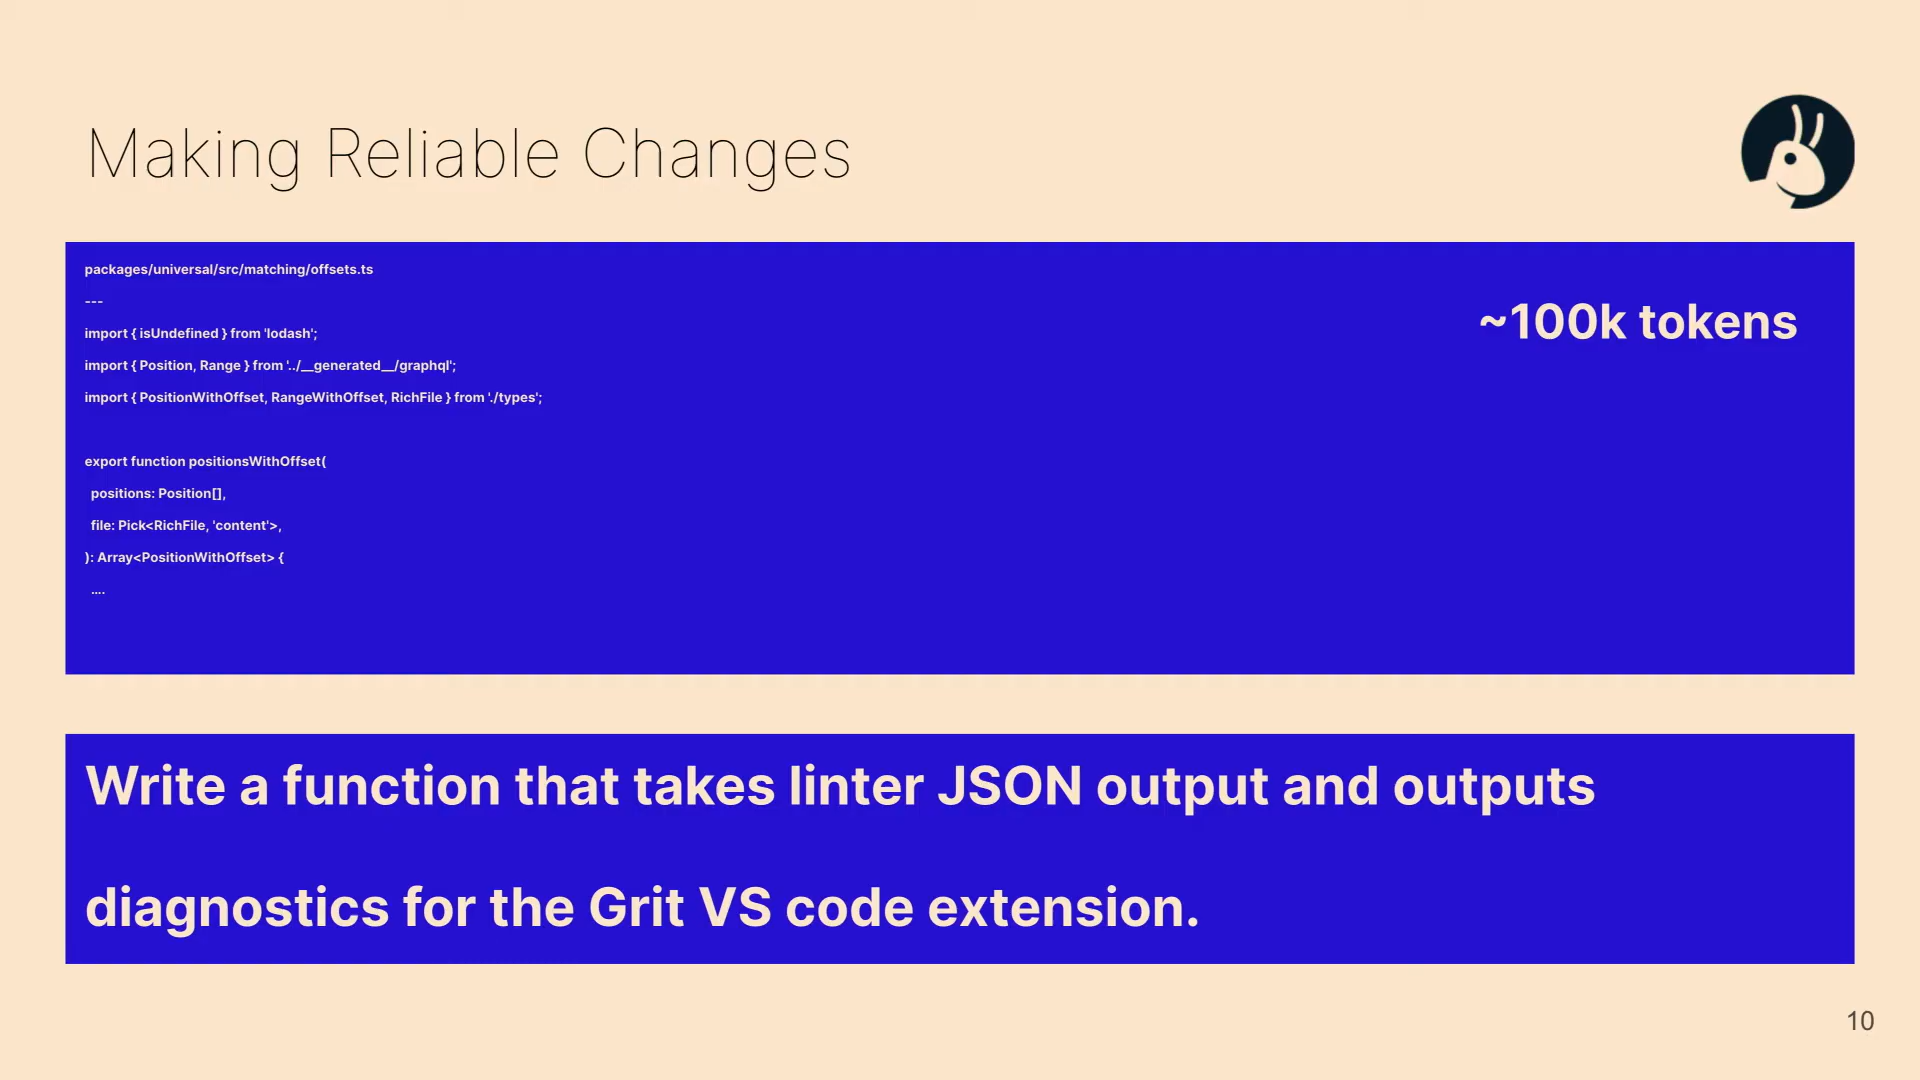 Making Reliable Changes
packages/universal/src/matching/offsets.ts
---
~100k tokens
import { isUndefined } from 'lodash';
import { Position, Range } from '../__generated__/graphql';
import { PositionWithOffset, RangeWithOffset, RichFile } from './types';
export function positionsWithOffset(
positions: Position[],
file: Pick<RichFile, 'content'>,
): Array<PositionWithOffset> {
....
Write a function that takes linter JSON output and outputs
diagnostics for the Grit VS code extension.
10